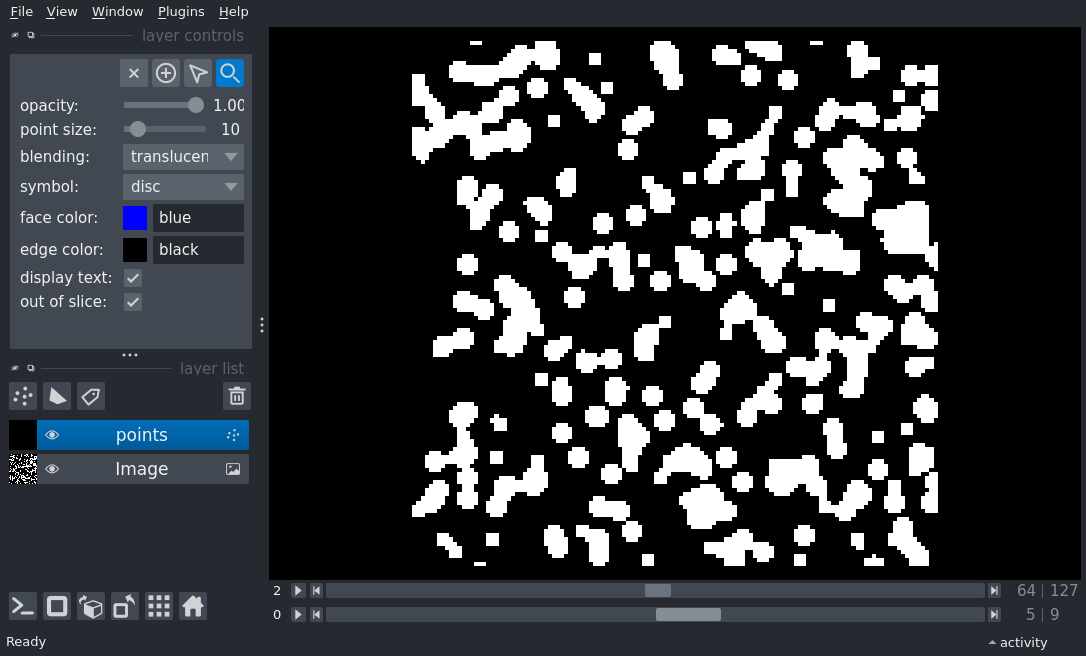 File View Window Plugins Help
layer controls
opacity: 1.00
point size: 10
blending: translucen
symbol: disc
face color: blue
edge color: black
display text:
out of slice:
layer list
points
Image
2 64 127
0 5 9
Ready activity